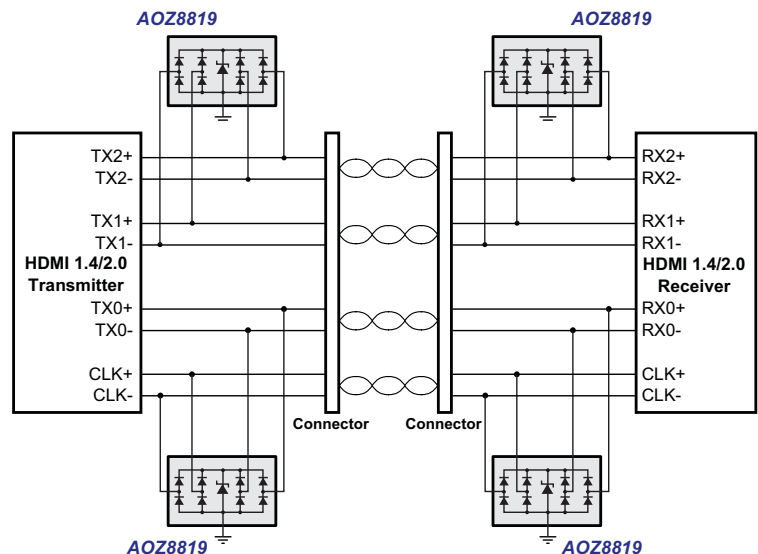 AOZ8819
AOZ8819
TX2+
TX2-
TX1+
TX1-
HDMI 1.4/2.0
Transmitter
TX0+
TX0-
CLK+
CLK-
RX2+
RX2-
RX1+
RX1-
HDMI 1.4/2.0
Receiver
RX0+
RX0-
CLK+
CLK-
Connector
Connector
AOZ8819
AOZ8819